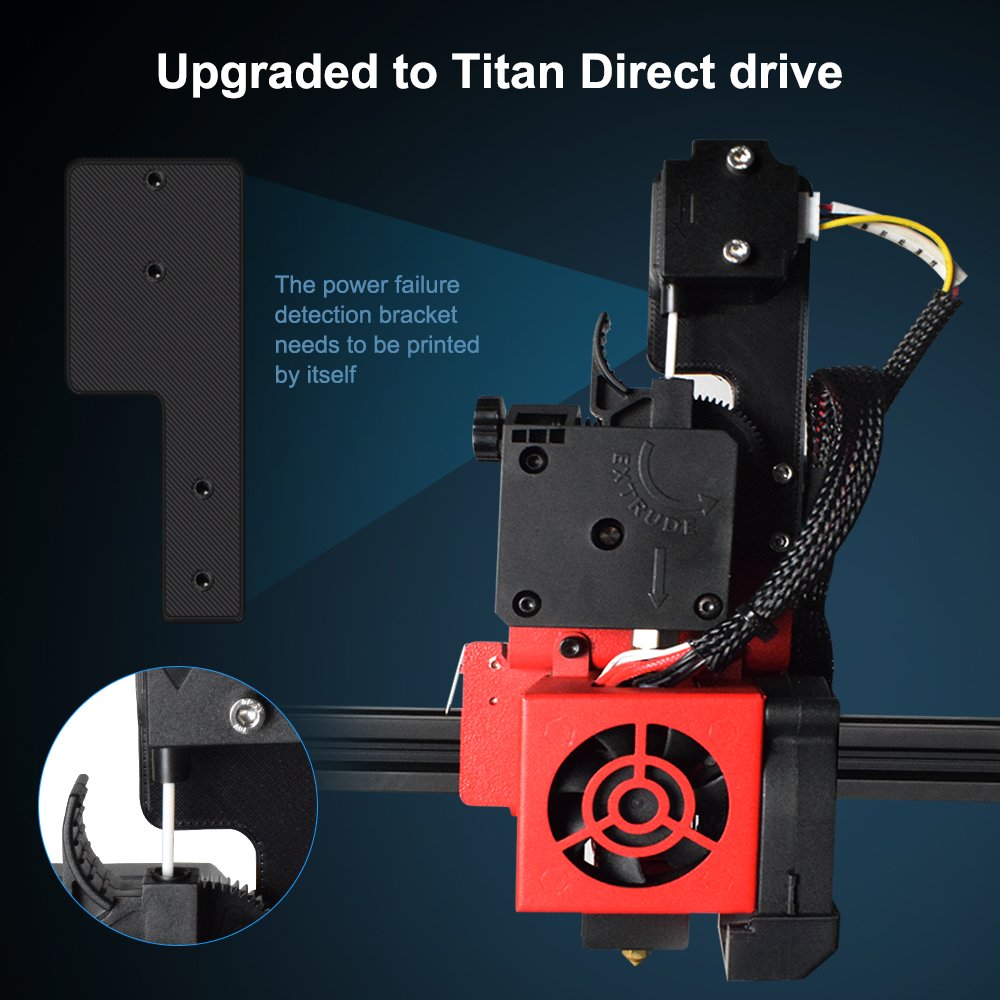 Upgraded to Titan Direct drive
The power failure
detection bracket
needs to be printed
by itself
EXTRUDE